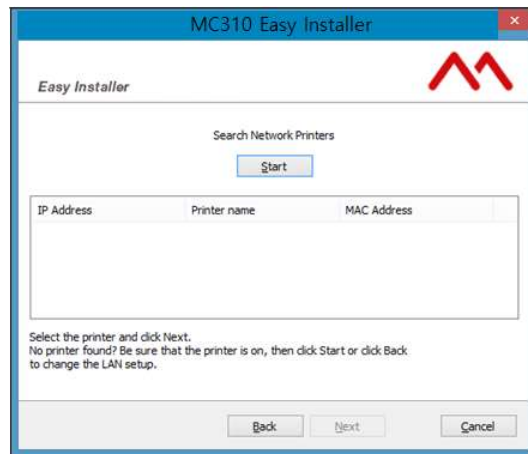 MC310 Easy Installer
x
Easy Installer
Search Network Printers
Start
IP Address Printer name MAC Address
Select the printer and click Next.
No printer found? Be sure that the printer is on, then click Start or click Back
to change the LAN setup.
Back Next Cancel